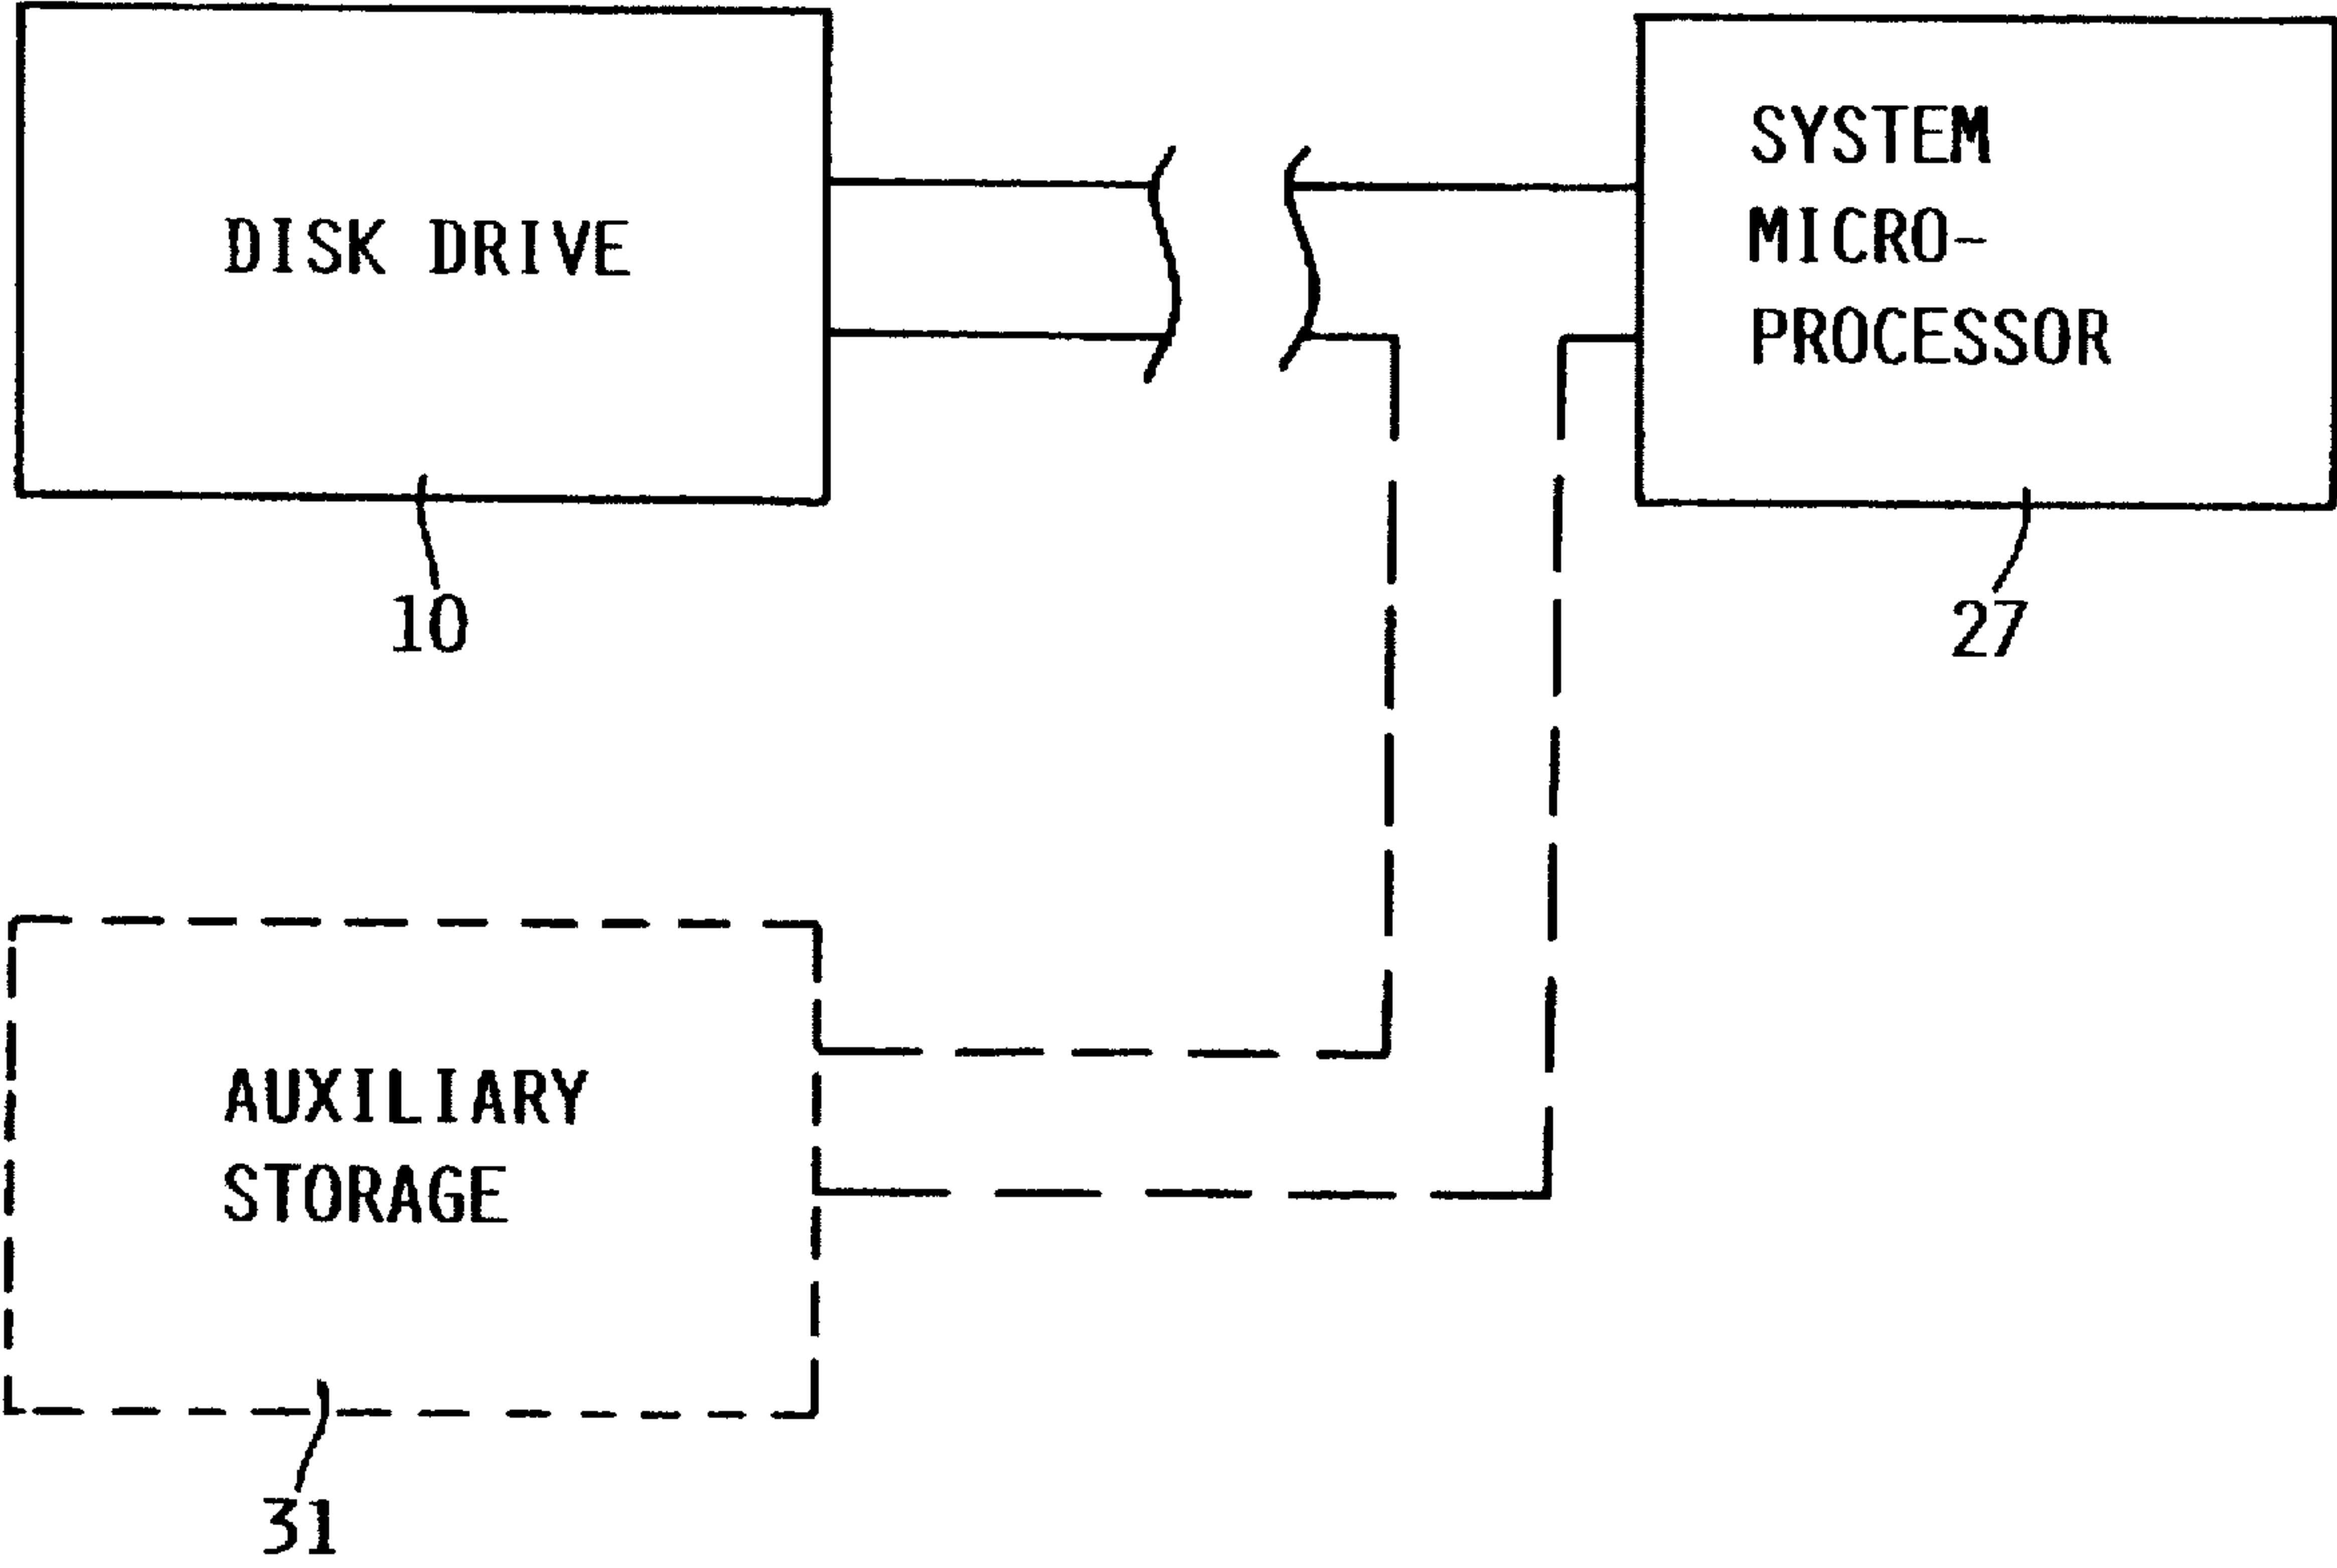 DISK DRIVE
10
SYSTEM
MICRO-
PROCESSOR
27
AUXILIARY
STORAGE
31